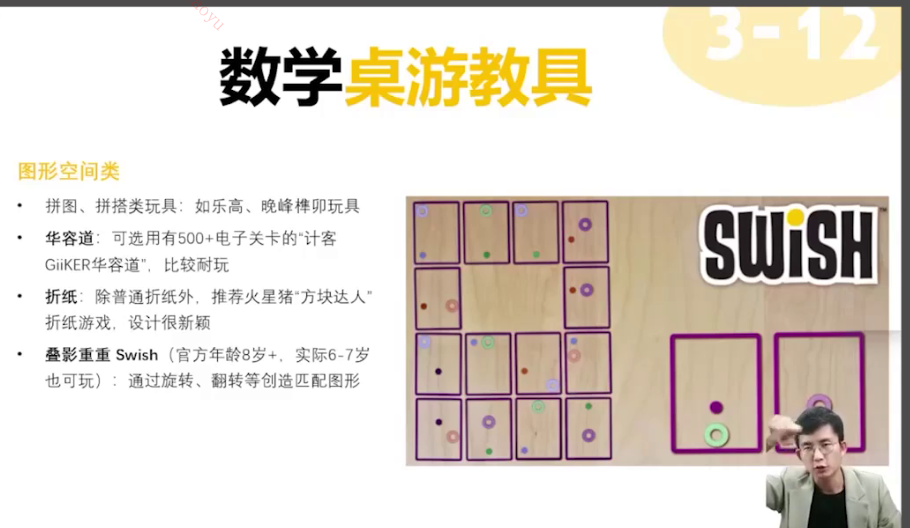 3-12
数学桌游教具
图形空间类
• 拼图、拼搭类玩具：如乐高、晚峰榫卯玩具
• 华容道：可选用有500+电子关卡的“计客
GiiKER华容道”，比较耐玩
• 折纸：除普通折纸外，推荐火星猪“方块达人”
折纸游戏，设计很新颖
• 叠影重重 Swish（官方年龄8岁+，实际6-7岁
也可玩）：通过旋转、翻转等创造匹配图形
SWiSH